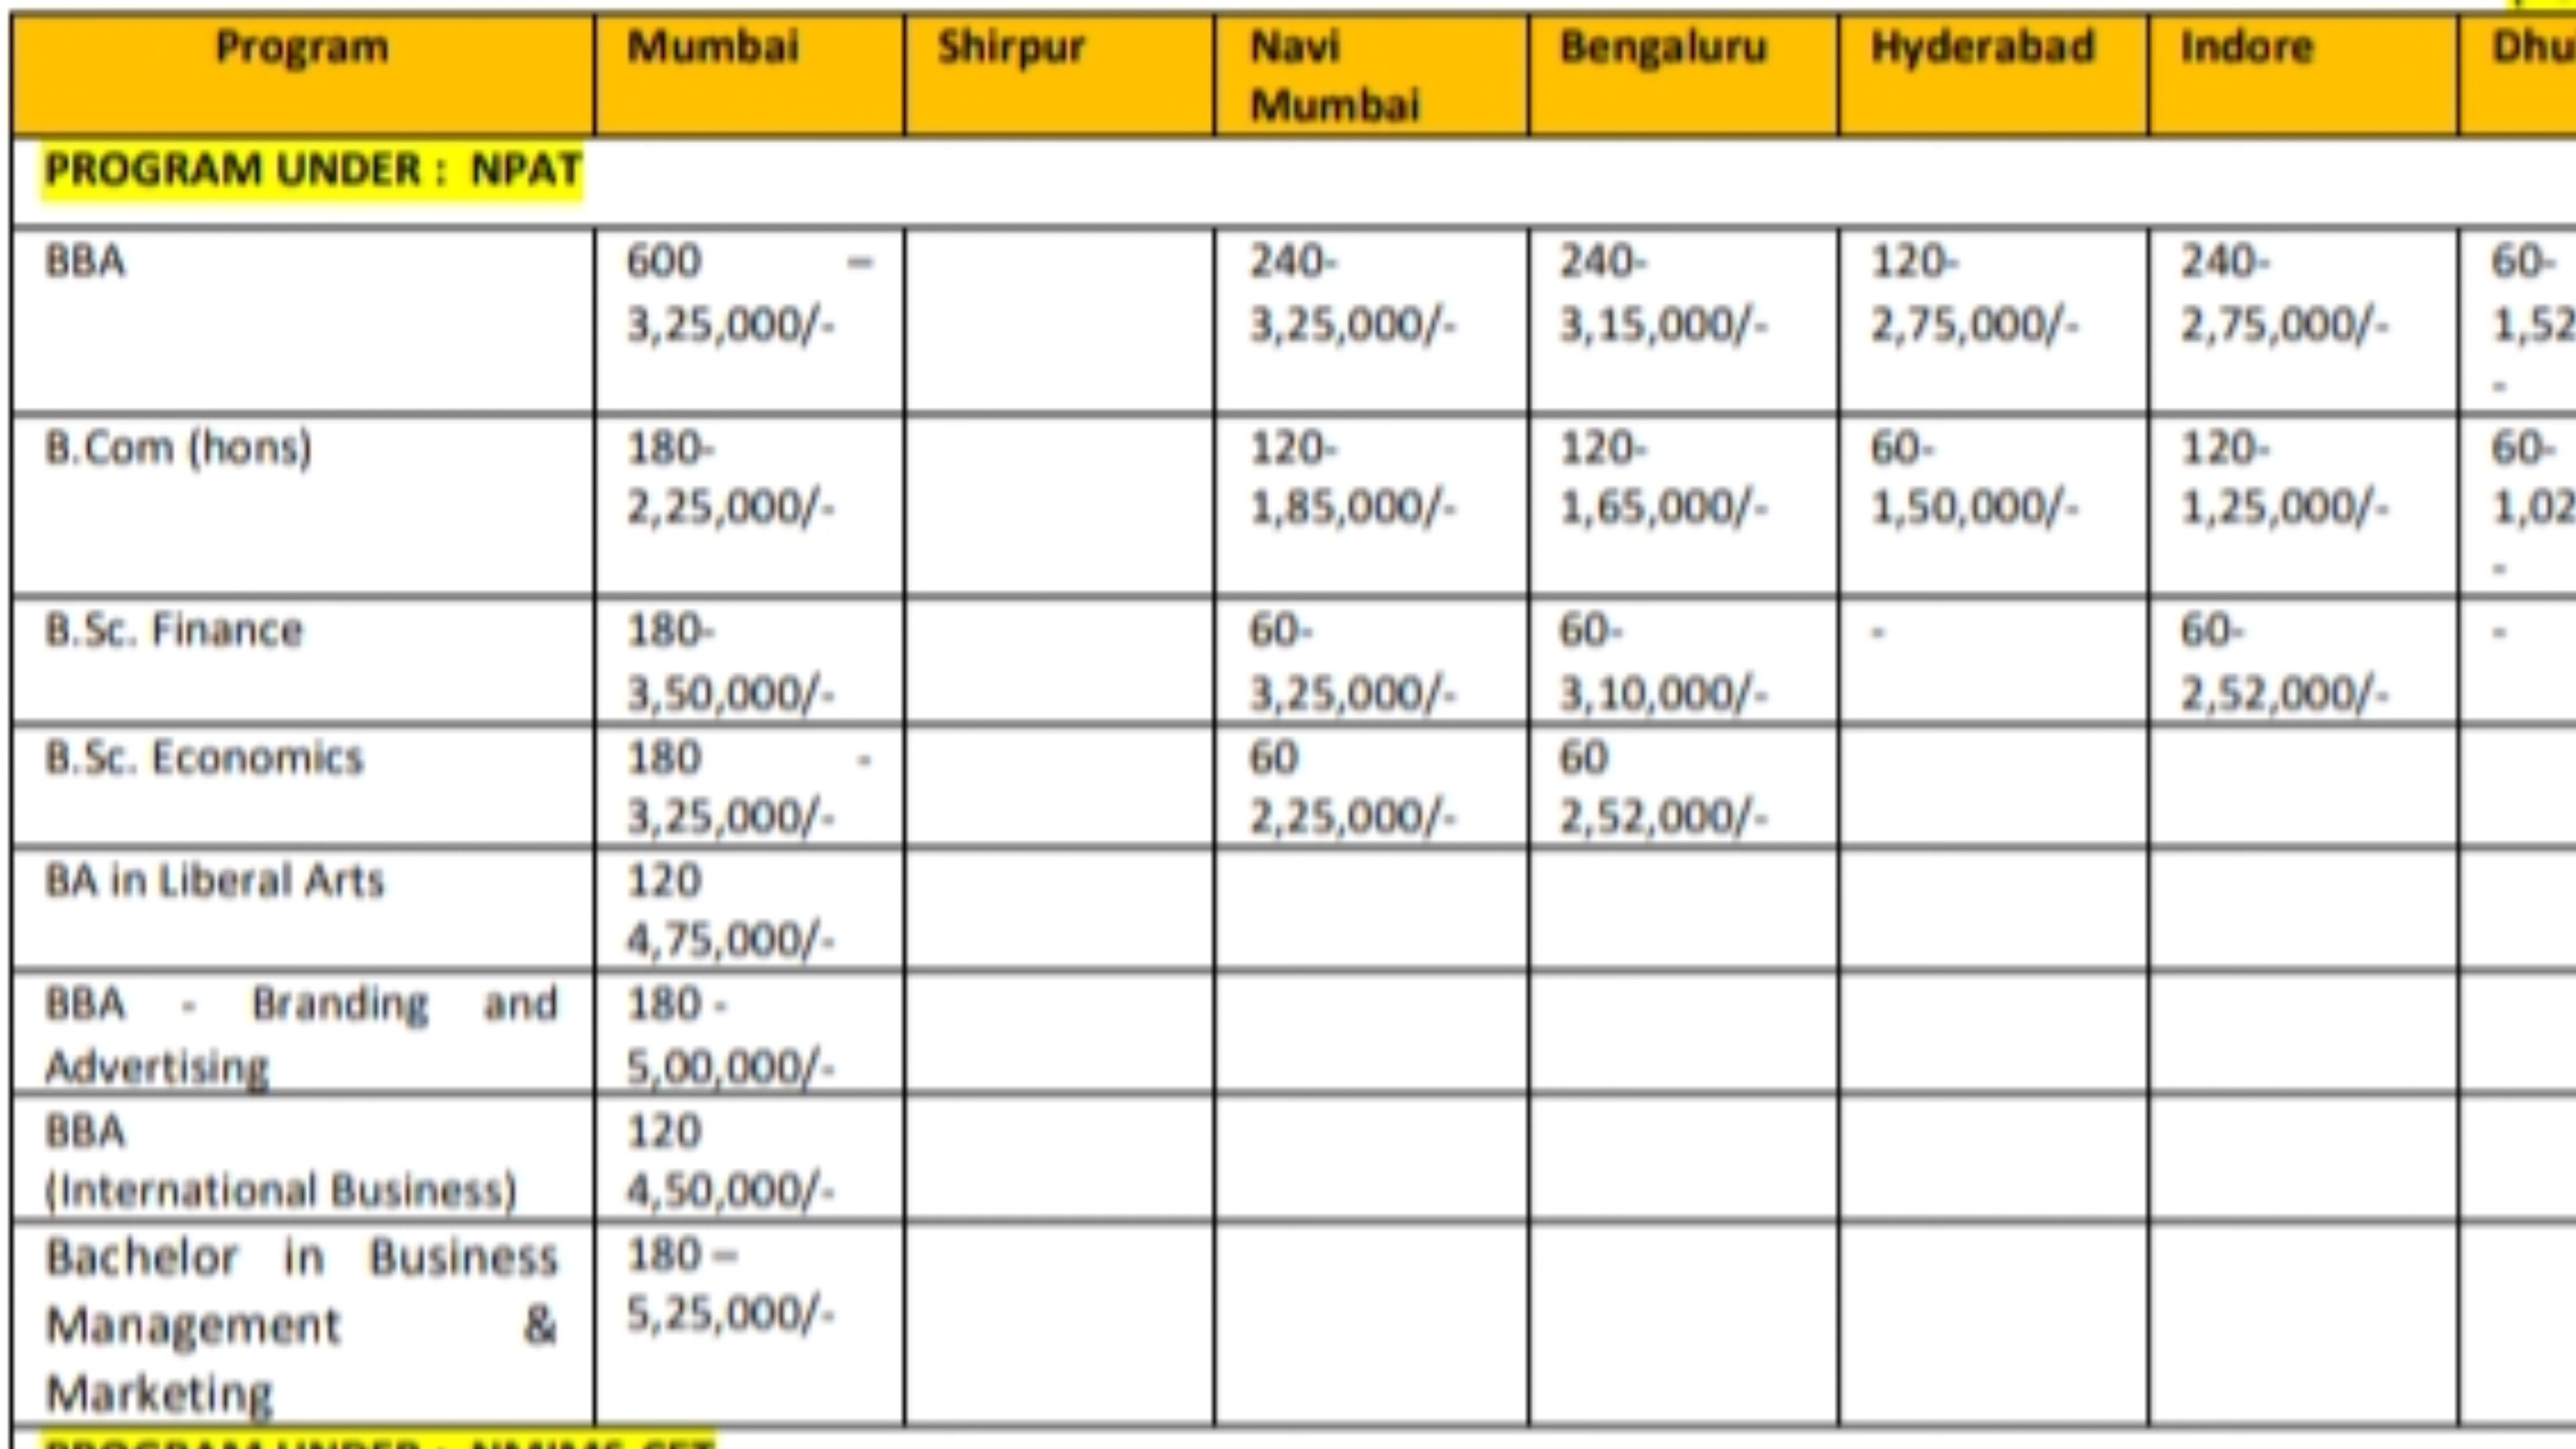 Program Mumbai Shirpur Navi Bengaluru Hyderabad Indore Dhu
Mumbai
PROGRAM UNDER : NPAT
BBA 600 – 240- 240- 120- 240- 60-
3,25,000/- 3,25,000/- 3,15,000/- 2,75,000/- 2,75,000/- 1,52
-
B.Com (hons) 180- 120- 120- 60- 120- 60-
2,25,000/- 1,85,000/- 1,65,000/- 1,50,000/- 1,25,000/- 1,02
-
B.Sc. Finance 180- 60- 60- - 60- -
3,50,000/- 3,25,000/- 3,10,000/- 2,52,000/-
B.Sc. Economics 180 - 60 60
3,25,000/- 2,25,000/- 2,52,000/-
BA in Liberal Arts 120
4,75,000/-
BBA - Branding and 180 -
Advertising 5,00,000/-
BBA 120
(International Business) 4,50,000/-
Bachelor in Business 180 –
Management & 5,25,000/-
Marketing
PROGRAM UNDER : NMIMS-CET